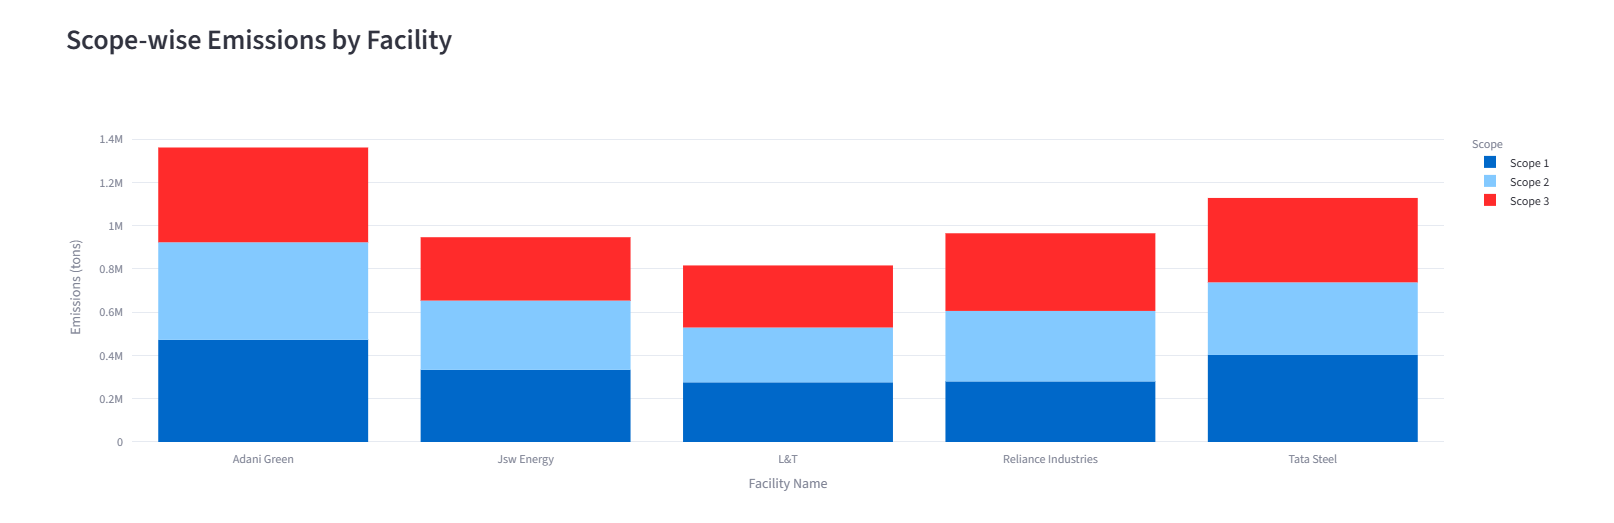 Scope-wise Emissions by Facility
1.4M
1.2M
1M
0.8M
0.6M
0.4M
0.2M
0
Emissions (tons)
Adani Green
Jsw Energy
L&T
Reliance Industries
Tata Steel
Facility Name
Scope
Scope 1
Scope 2
Scope 3